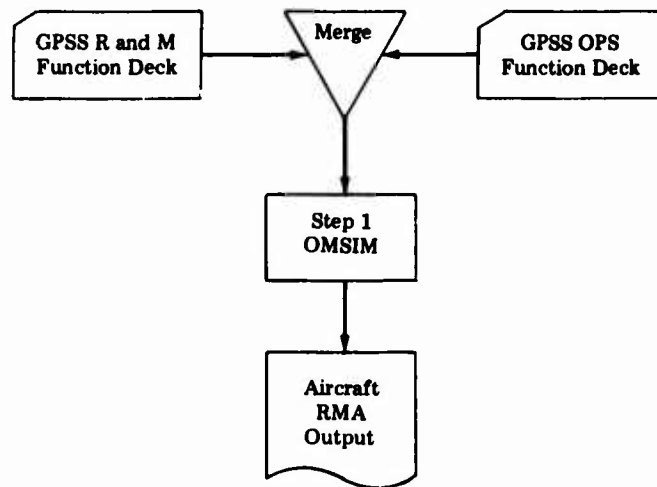 GPSS R and M
Function Deck
Merge
GPSS OPS
Function Deck
Step 1
OMSIM
Aircraft
RMA
Output